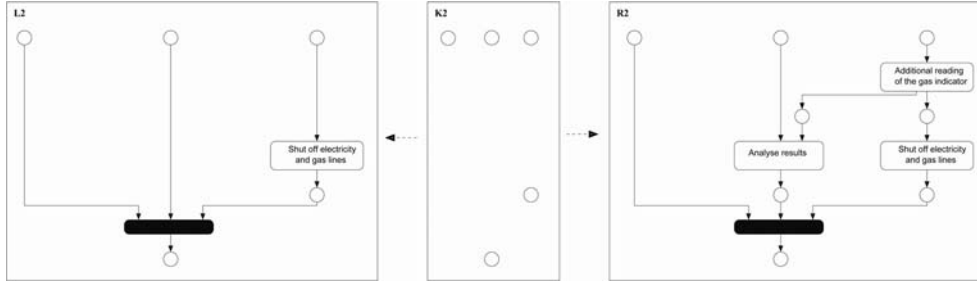 L2
K2
R2
Shut off electricity
and gas lines
Additional reading
of the gas indicator
Analyse results
Shut off electricity
and gas lines